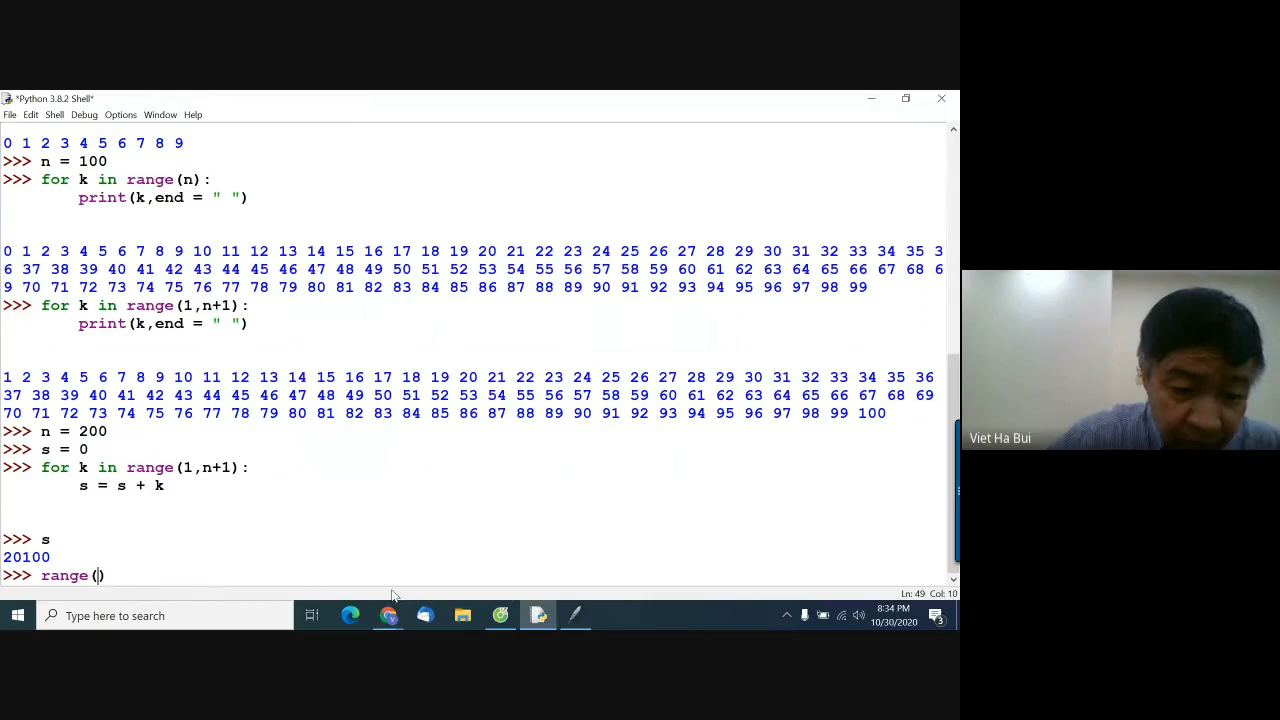 *Python 3.8.2 Shell*
File Edit Shell Debug Options Window Help
0 1 2 3 4 5 6 7 8 9
>>> n = 100
>>> for k in range(n):
print(k,end = " ")
0 1 2 3 4 5 6 7 8 9 10 11 12 13 14 15 16 17 18 19 20 21 22 23 24 25 26 27 28 29 30 31 32 33 34 35 3
6 37 38 39 40 41 42 43 44 45 46 47 48 49 50 51 52 53 54 55 56 57 58 59 60 61 62 63 64 65 66 67 68 6
9 70 71 72 73 74 75 76 77 78 79 80 81 82 83 84 85 86 87 88 89 90 91 92 93 94 95 96 97 98 99
>>> for k in range(1,n+1):
print(k,end = " ")
1 2 3 4 5 6 7 8 9 10 11 12 13 14 15 16 17 18 19 20 21 22 23 24 25 26 27 28 29 30 31 32 33 34 35 36
37 38 39 40 41 42 43 44 45 46 47 48 49 50 51 52 53 54 55 56 57 58 59 60 61 62 63 64 65 66 67 68 69
70 71 72 73 74 75 76 77 78 79 80 81 82 83 84 85 86 87 88 89 90 91 92 93 94 95 96 97 98 99 100
>>> n = 200
>>> s = 0
>>> for k in range(1,n+1):
s = s + k
>>> s
20100
>>> range()
Ln: 49 Col: 10
Type here to search
8:34 PM
10/30/2020
3
Viet Ha Bui